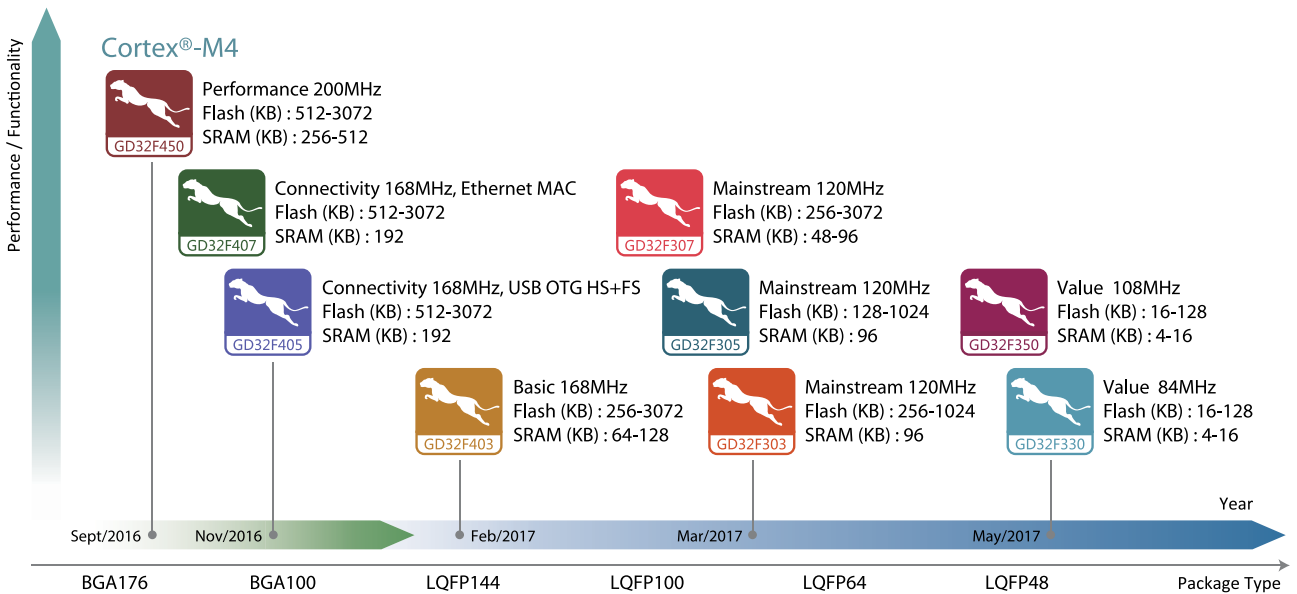 Performance / Functionality
Cortex®-M4
GD32F450
Performance 200MHz
Flash (KB) : 512-3072
SRAM (KB) : 256-512
GD32F407
Connectivity 168MHz, Ethernet MAC
Flash (KB) : 512-3072
SRAM (KB) : 192
GD32F307
Mainstream 120MHz
Flash (KB) : 256-3072
SRAM (KB) : 48-96
GD32F405
Connectivity 168MHz, USB OTG HS+FS
Flash (KB) : 512-3072
SRAM (KB) : 192
GD32F305
Mainstream 120MHz
Flash (KB) : 128-1024
SRAM (KB) : 96
GD32F350
Value 108MHz
Flash (KB) : 16-128
SRAM (KB) : 4-16
GD32F403
Basic 168MHz
Flash (KB) : 256-3072
SRAM (KB) : 64-128
GD32F303
Mainstream 120MHz
Flash (KB) : 256-1024
SRAM (KB) : 96
GD32F330
Value 84MHz
Flash (KB) : 16-128
SRAM (KB) : 4-16
Year
Sept/2016
Nov/2016
Feb/2017
Mar/2017
May/2017
BGA176
BGA100
LQFP144
LQFP100
LQFP64
LQFP48
Package Type